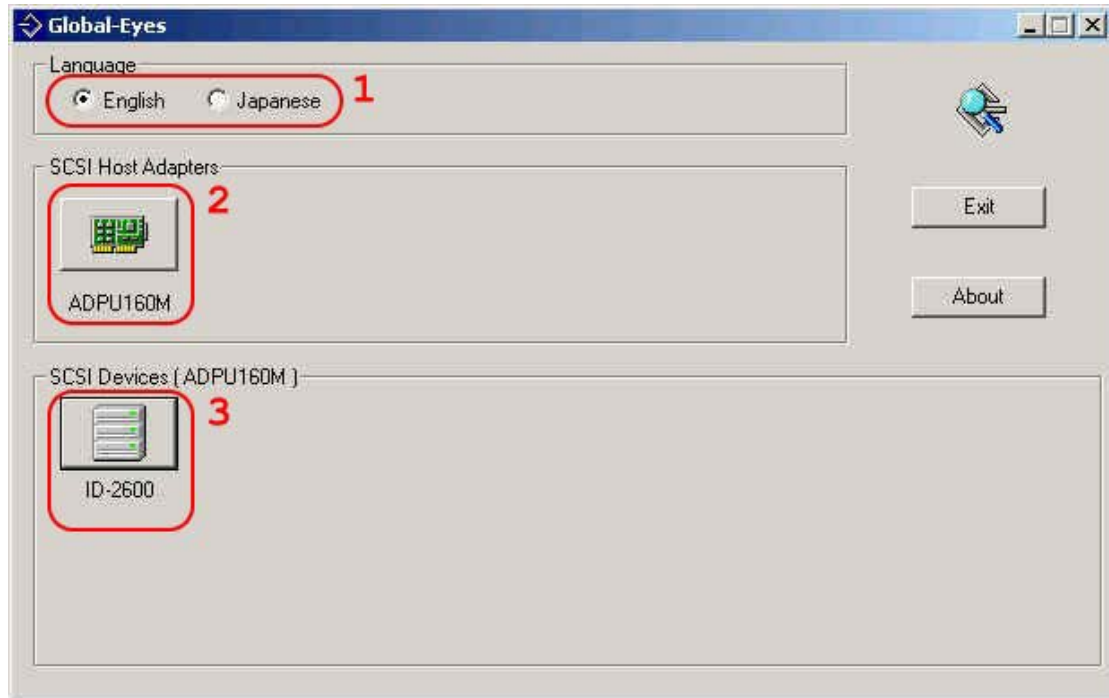 Global-Eyes
Language
English Japanese 1
SCSI Host Adapters
2
ADPU160M
Exit
About
SCSI Devices ( ADPU160M )
3
ID-2600